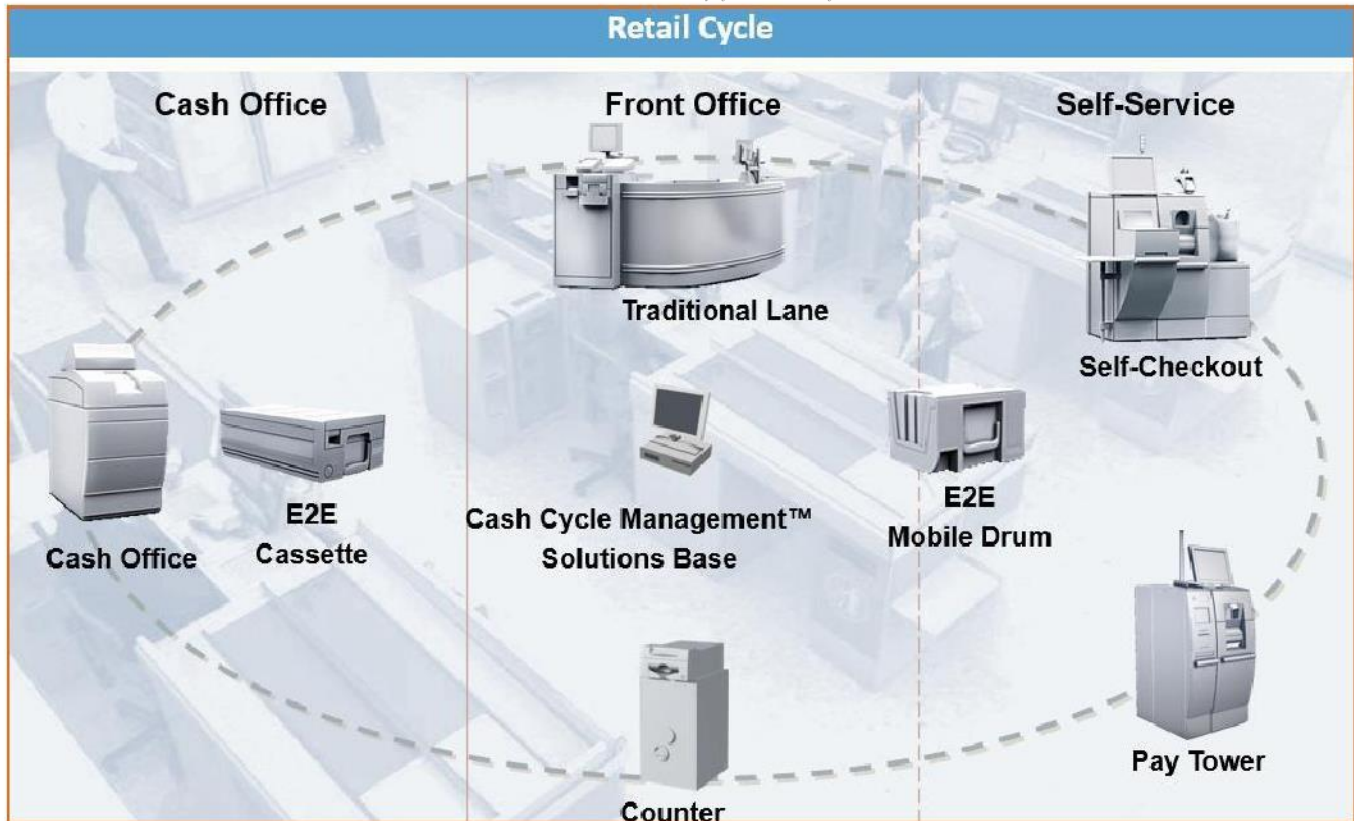 Retail Cycle
Cash Office
Front Office
Self-Service
Traditional Lane
Self-Checkout
Cash Office
E2E
Cassette
Cash Cycle Management™
Solutions Base
E2E
Mobile Drum
Pay Tower
Counter